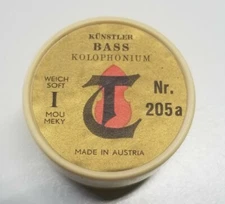 KÜNSTLER
BASS
KOLOPHONIUM
WEICH
SOFT
I
MOU
MEKY
Nr.
205a
MADE IN AUSTRIA